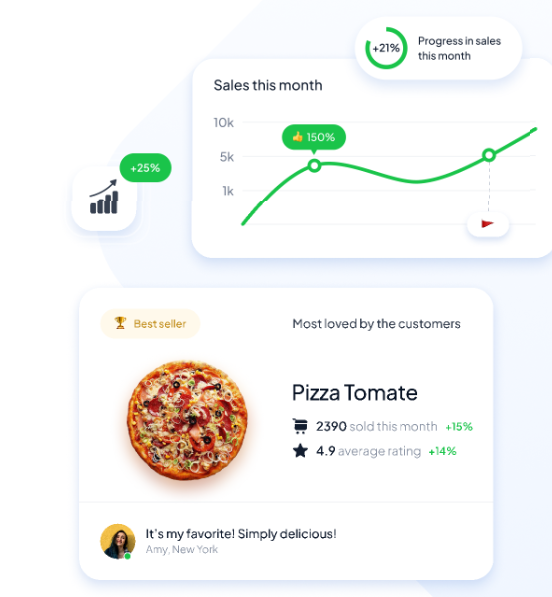 +21%
Progress in sales
this month
Sales this month
10k
👍 150%
5k
1k
+25%
Best seller
Most loved by the customers
Pizza Tomate
2390 sold this month +15%
4.9 average rating +14%
It's my favorite! Simply delicious!
Amy, New York